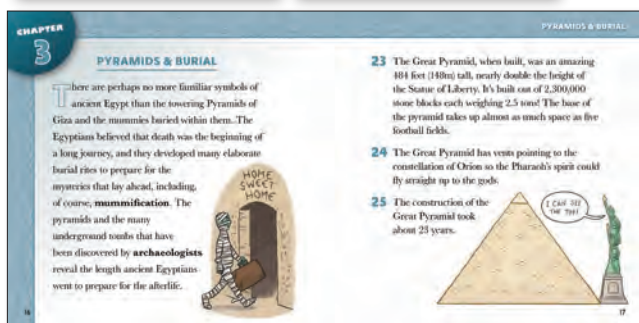 CHAPTER
3
PYRAMIDS & BURIAL
There are perhaps no more familiar symbols of
ancient Egypt than the towering Pyramids of
Giza and the mummies buried within them. The
Egyptians believed that death was the beginning of
a long journey, and they developed many elaborate
burial rites to prepare for the
mysteries that lay ahead, including,
of course, mummification. The
pyramids and the many
underground tombs that have
been discovered by archaeologists
reveal the length ancient Egyptians
went to prepare for the afterlife.
HOME
SWEET
HOME
16
PYRAMIDS & BURIAL
23 The Great Pyramid, when built, was an amazing
484 feet (148m) tall, nearly double the height of
the Statue of Liberty. It's built out of 2,300,000
stone blocks each weighing 2.5 tons! The base of
the pyramid takes up almost as much space as five
football fields.
24 The Great Pyramid has vents pointing to the
constellation of Orion so the Pharaoh's spirit could
fly straight up to the gods.
25 The construction of the
Great Pyramid took
about 23 years.
I CAN SEE
THE TOP!
17